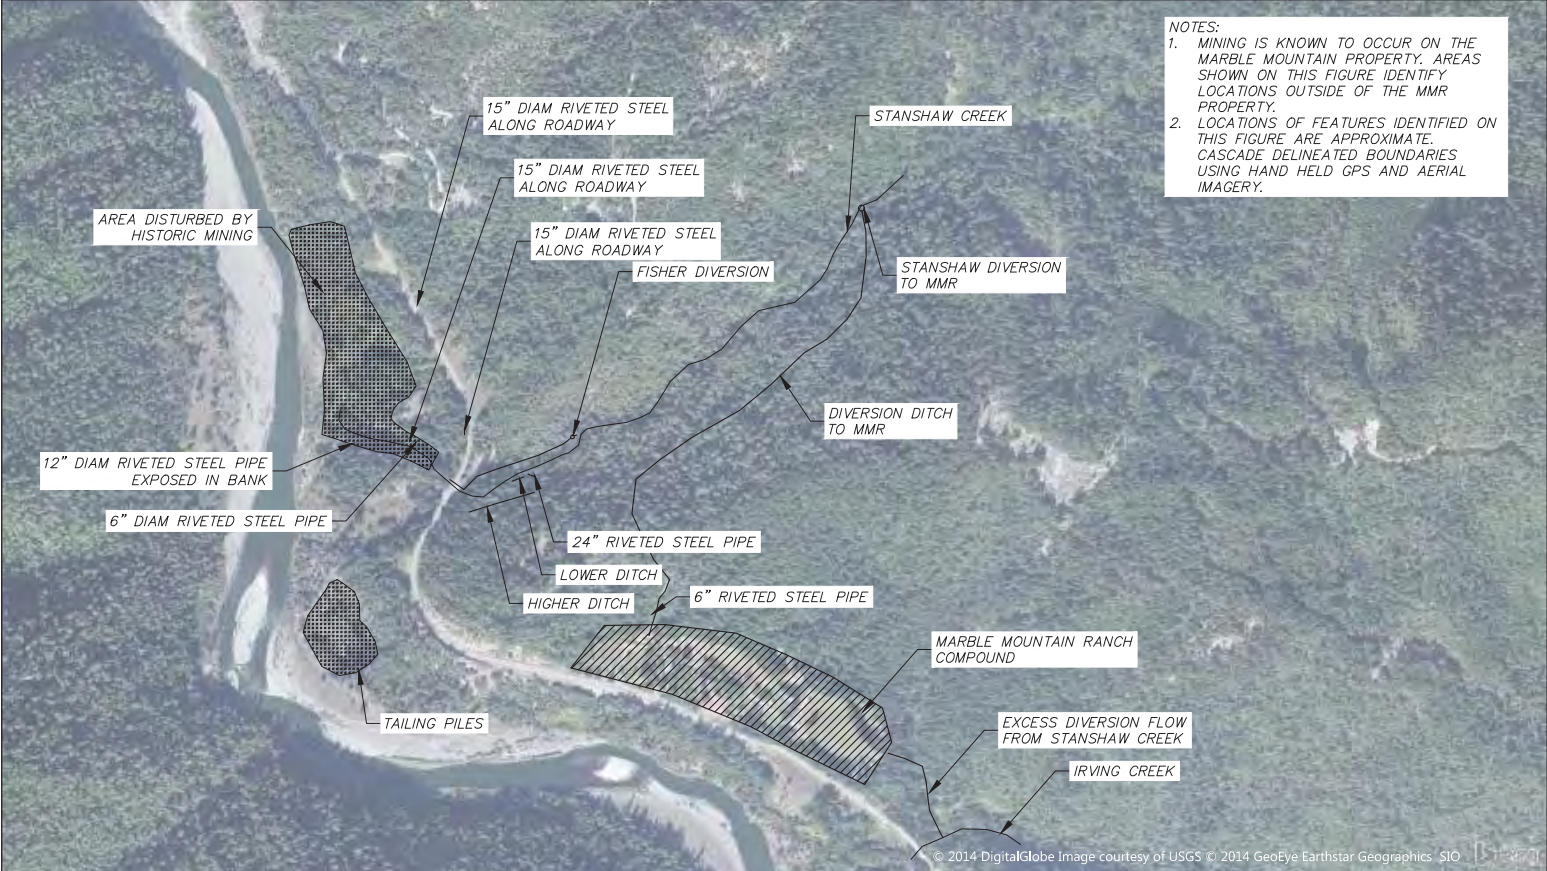 NOTES:
1. MINING IS KNOWN TO OCCUR ON THE
MARBLE MOUNTAIN PROPERTY. AREAS
SHOWN ON THIS FIGURE IDENTIFY
LOCATIONS OUTSIDE OF THE MMR
PROPERTY.
2. LOCATIONS OF FEATURES IDENTIFIED ON
THIS FIGURE ARE APPROXIMATE.
CASCADE DELINEATED BOUNDARIES
USING HAND HELD GPS AND AERIAL
IMAGERY.
15" DIAM RIVETED STEEL
ALONG ROADWAY
STANSHAW CREEK
15" DIAM RIVETED STEEL
ALONG ROADWAY
AREA DISTURBED BY
HISTORIC MINING
15" DIAM RIVETED STEEL
ALONG ROADWAY
FISHER DIVERSION
STANSHAW DIVERSION
TO MMR
DIVERSION DITCH
TO MMR
12" DIAM RIVETED STEEL PIPE
EXPOSED IN BANK
6" DIAM RIVETED STEEL PIPE
24" RIVETED STEEL PIPE
LOWER DITCH
HIGHER DITCH
6" RIVETED STEEL PIPE
MARBLE MOUNTAIN RANCH
COMPOUND
TAILING PILES
EXCESS DIVERSION FLOW
FROM STANSHAW CREEK
IRVING CREEK
© 2014 DigitalGlobe Image courtesy of USGS © 2014 GeoEye Earthstar Geographics SIO